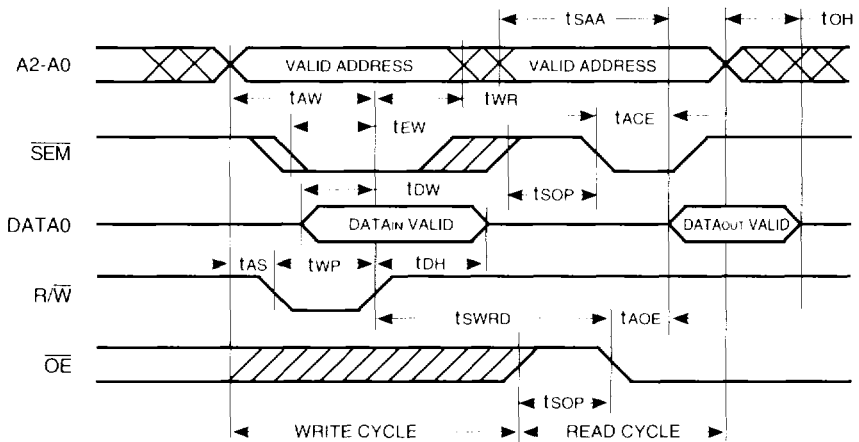 tSAA
tOH
A2-A0
VALID ADDRESS
VALID ADDRESS
tAW
tWR
tEW
tACE
SEM
tDW
tSOP
DATA0
DATAIN VALID
DATAOUT VALID
tAS
tWP
tDH
R/W
tSWRD
tAOE
OE
tSOP
WRITE CYCLE
READ CYCLE